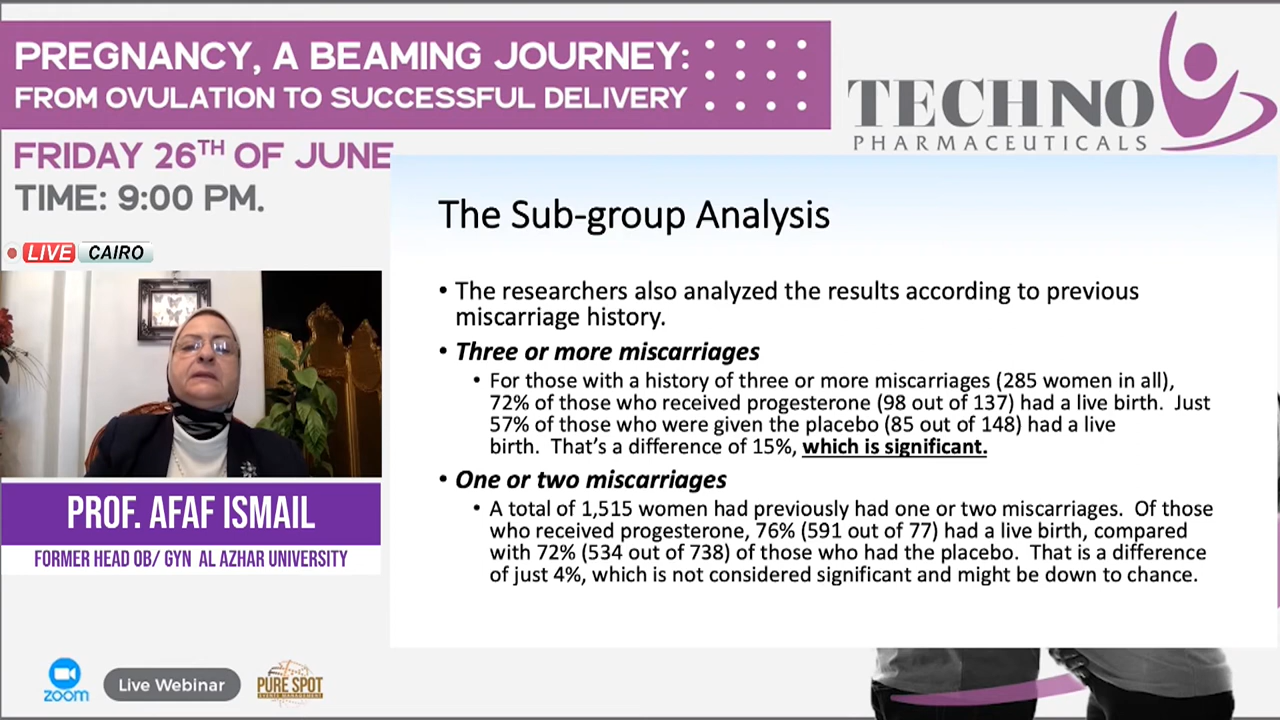 PREGNANCY, A BEAMING JOURNEY:
FROM OVULATION TO SUCCESSFUL DELIVERY
TECHNO
PHARMACEUTICALS
FRIDAY 26TH OF JUNE
TIME: 9:00 PM.
LIVE CAIRO
The Sub-group Analysis
• The researchers also analyzed the results according to previous
miscarriage history.
• Three or more miscarriages
• For those with a history of three or more miscarriages (285 women in all),
72% of those who received progesterone (98 out of 137) had a live birth. Just
57% of those who were given the placebo (85 out of 148) had a live
birth. That's a difference of 15%, which is significant.
• One or two miscarriages
• A total of 1,515 women had previously had one or two miscarriages. Of those
who received progesterone, 76% (591 out of 77) had a live birth, compared
with 72% (534 out of 738) of those who had the placebo. That is a difference
of just 4%, which is not considered significant and might be down to chance.
PROF. AFAF ISMAIL
FORMER HEAD OB/ GYN AL AZHAR UNIVERSITY
zoom
Live Webinar
PURE SPOT
EVENTS MANAGEMENT